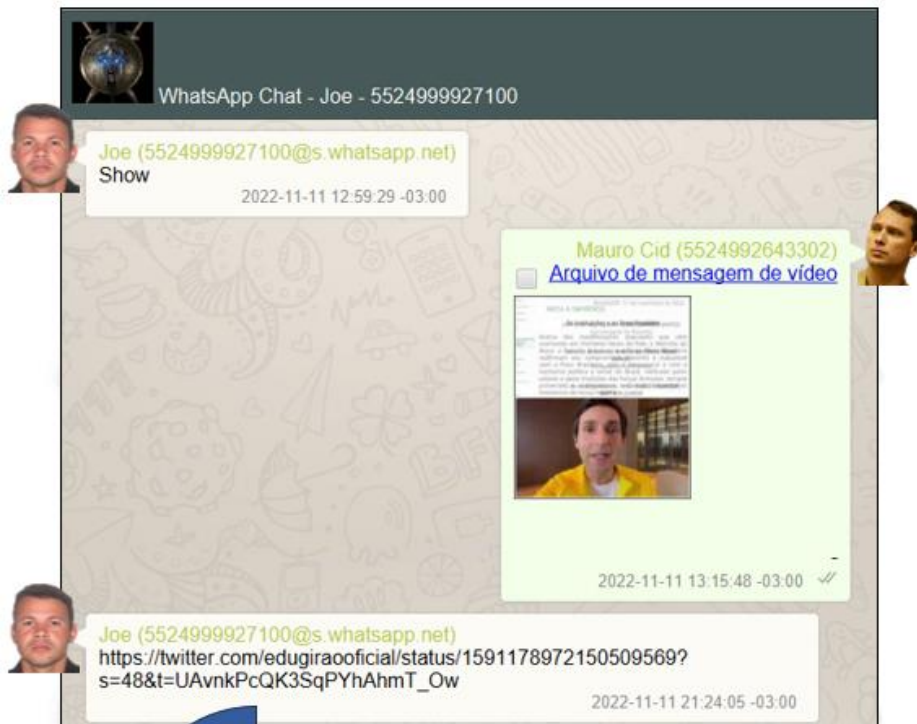 WhatsApp Chat - Joe - 5524999927100
Joe (5524999927100@s.whatsapp.net)
Show
2022-11-11 12:59:29 -03:00
Mauro Cid (5524992643302)
Arquivo de mensagem de vídeo
-
2022-11-11 13:15:48 -03:00
Joe (5524999927100@s.whatsapp.net)
https://twitter.com/edugiraooficial/status/1591178972150509569?
s=48&t=UAvnkPcQK3SqPYhAhmT_Ow
2022-11-11 21:24:05 -03:00